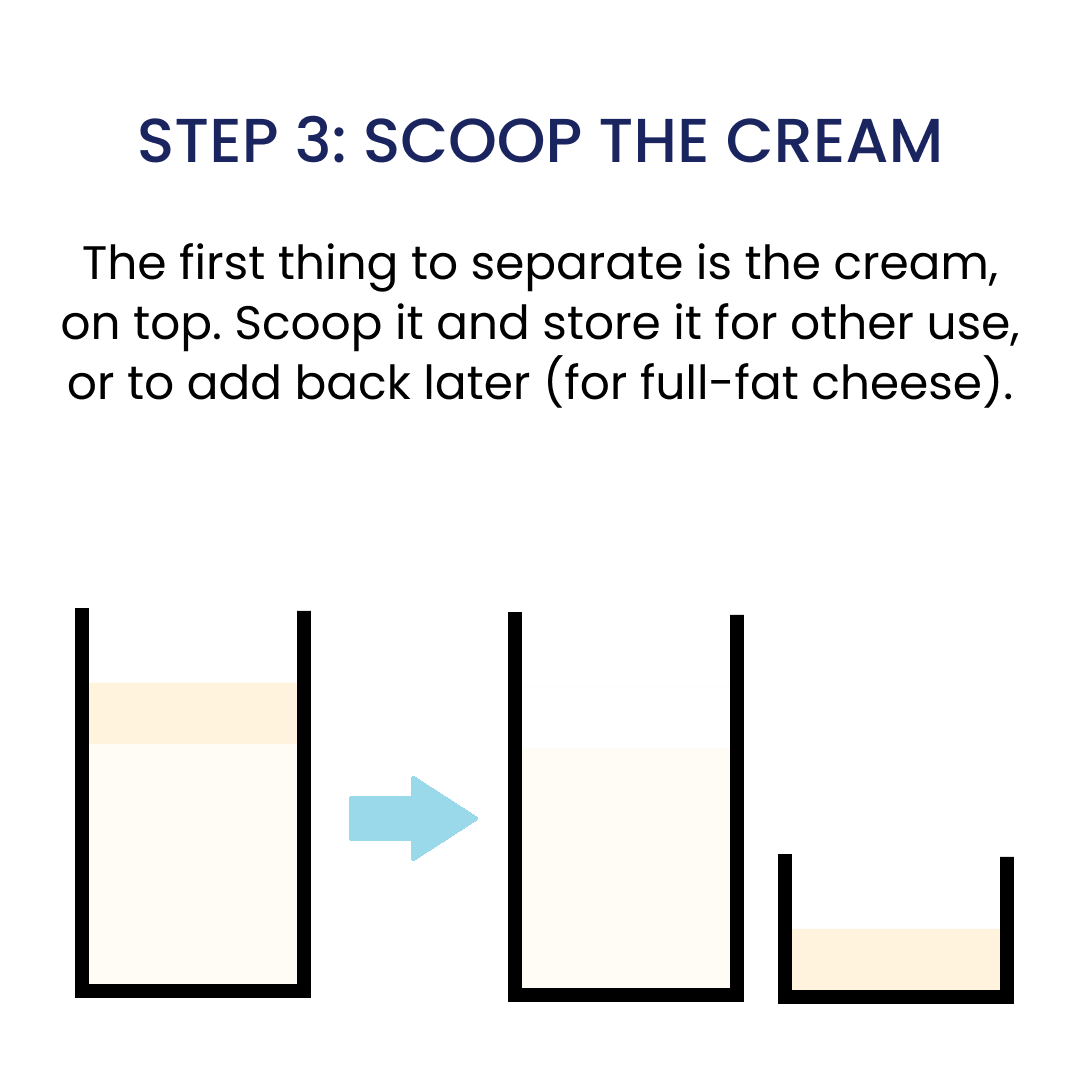 STEP 3: SCOOP THE CREAM
The first thing to separate is the cream,
on top. Scoop it and store it for other use,
or to add back later (for full-fat cheese).